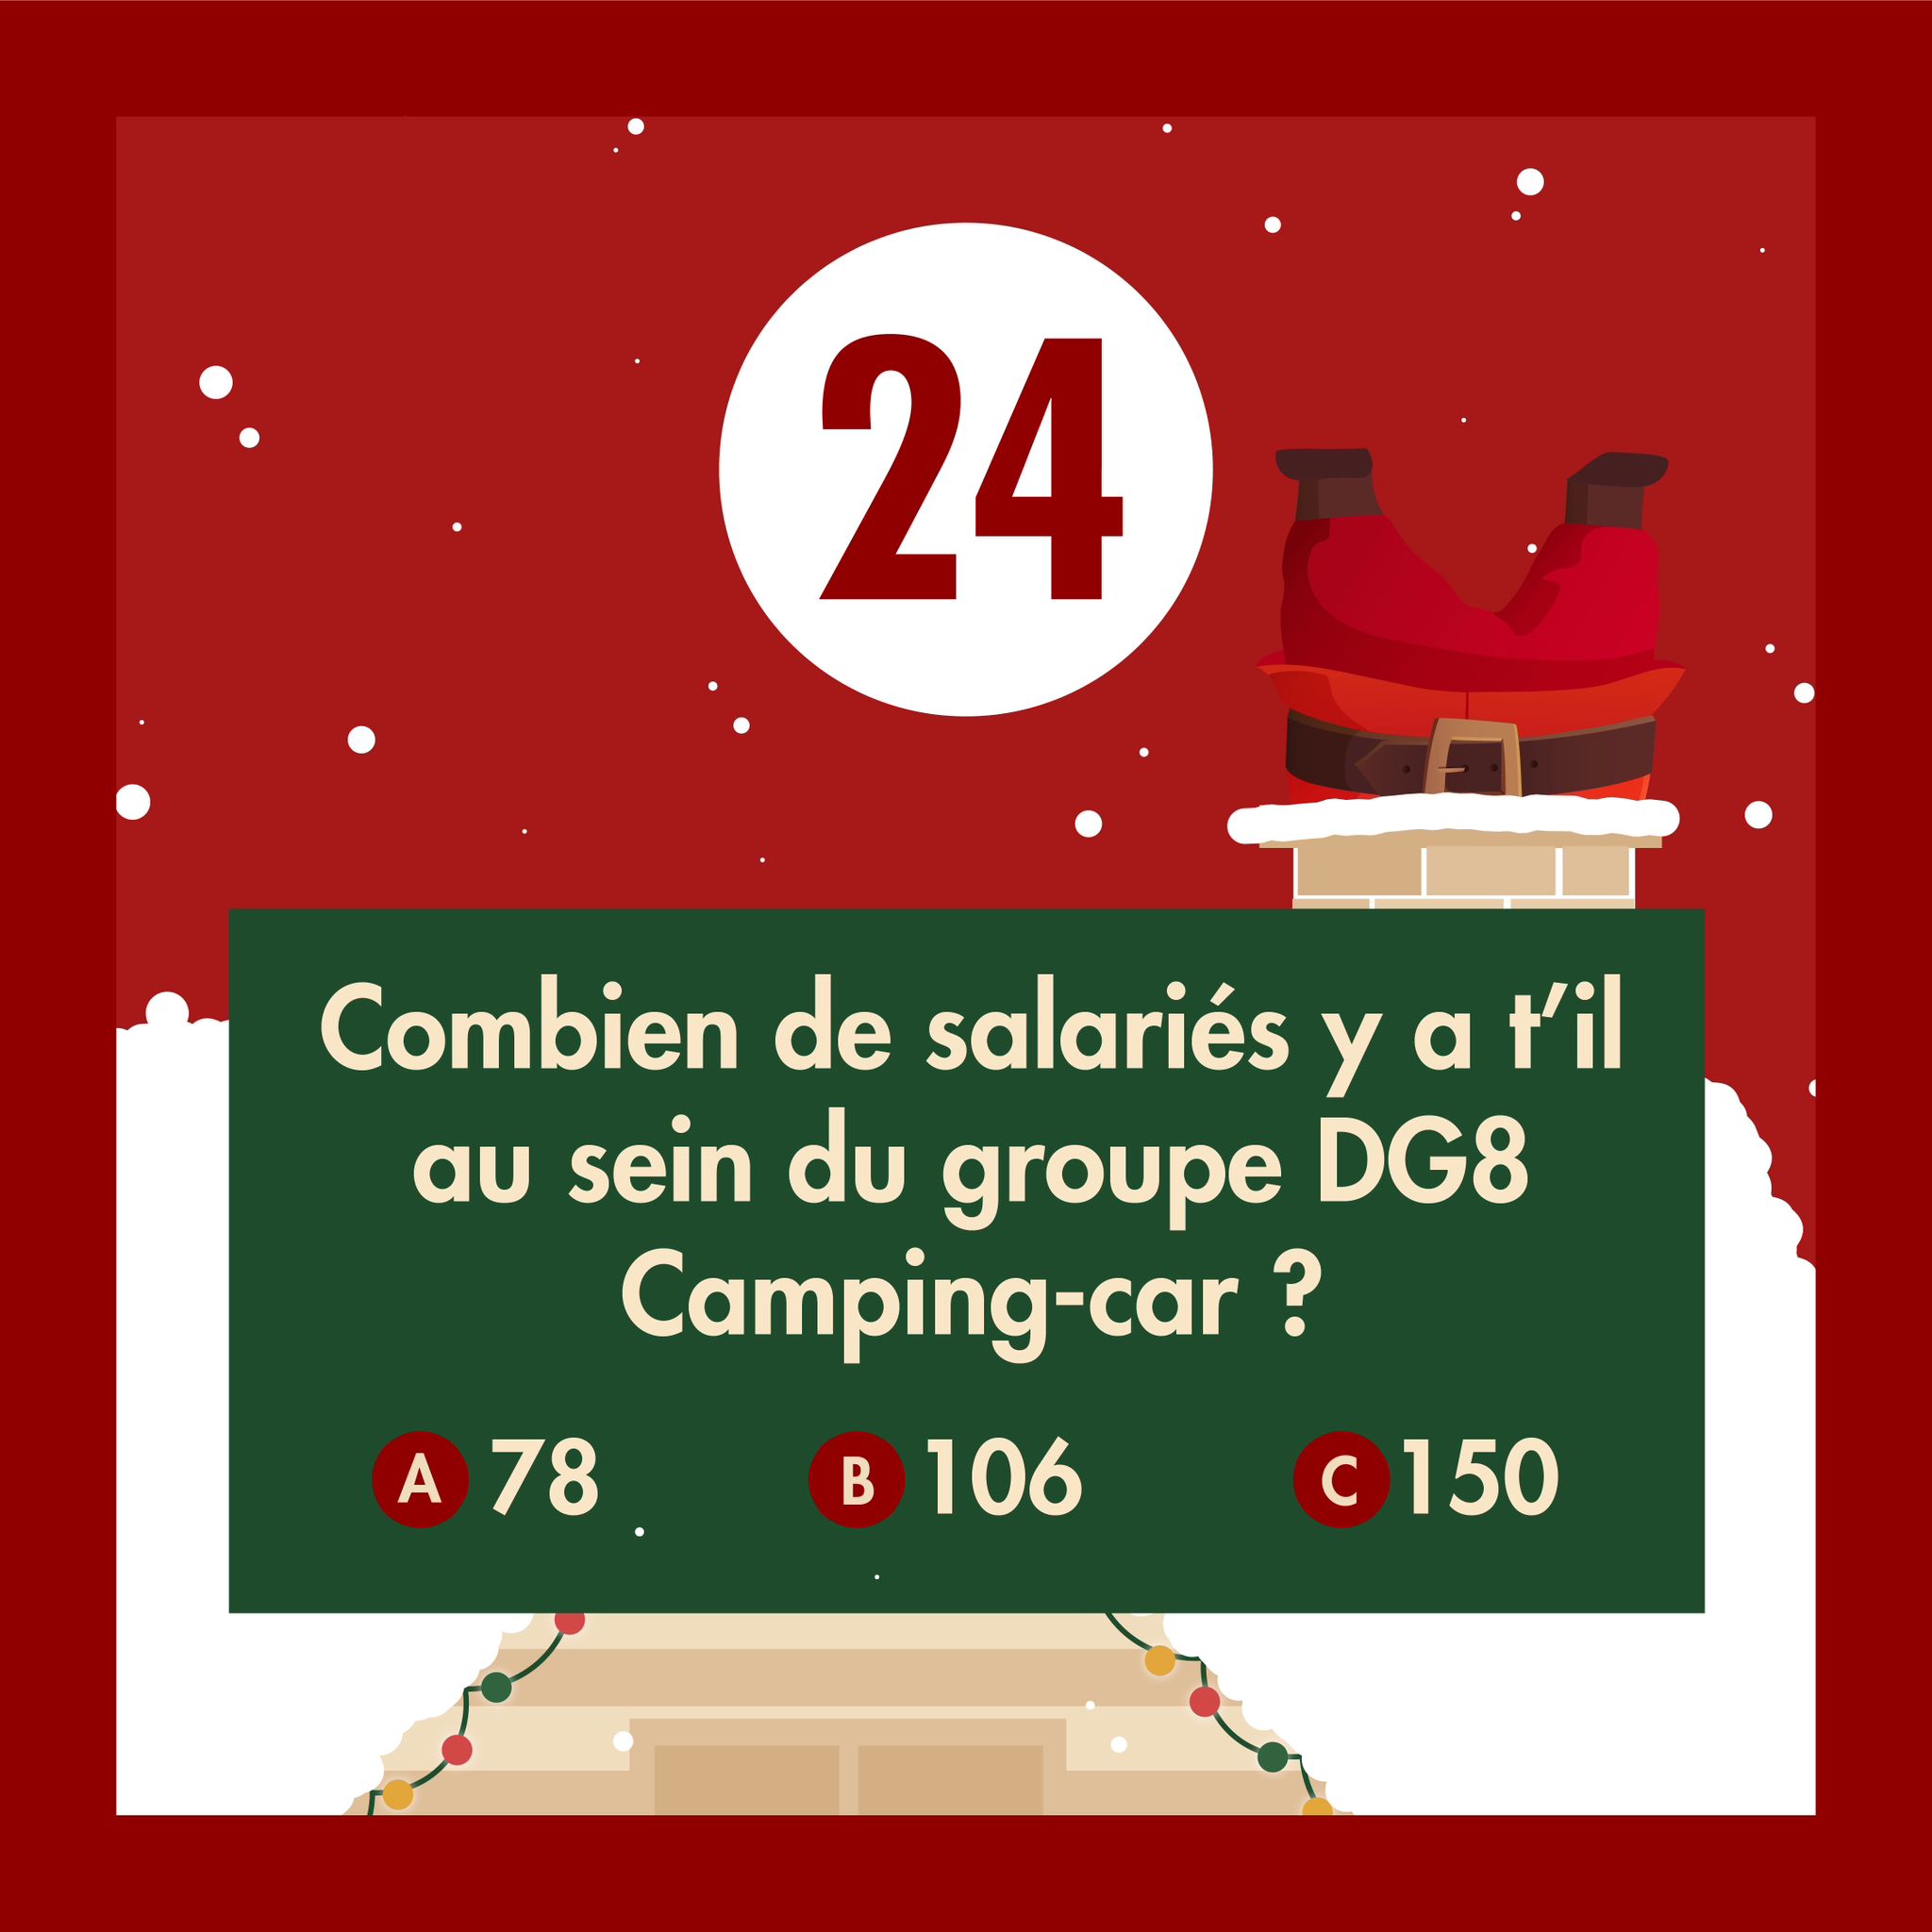 24
Combien de salariés y a t'il
au sein du groupe DG8
Camping-car ?
A 78 B 106 C 150